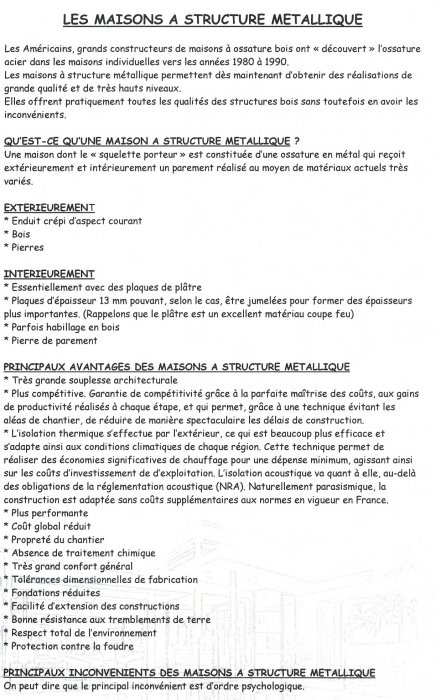 LES MAISONS A STRUCTURE METALLIQUE
Les Américains, grands constructeurs de maisons à ossature bois ont « découvert » l'ossature
acier dans les maisons individuelles vers les années 1980 à 1990.
Les maisons à structure métallique permettent dès maintenant d'obtenir des réalisations de
grande qualité et de très hauts niveaux.
Elles offrent pratiquement toutes les qualités des structures bois sans toutefois en avoir les
inconvénients.
QU'EST-CE QU'UNE MAISON A STRUCTURE METALLIQUE ?
Une maison dont le « squelette porteur » est constituée d'une ossature en métal qui reçoit
extérieurement et intérieurement un parement réalisé au moyen de matériaux actuels très
variés.
EXTERIEUREMENT
* Enduit crépi d'aspect courant
* Bois
* Pierres
INTERIEUREMENT
* Essentiellement avec des plaques de plâtre
* Plaques d'épaisseur 13 mm pouvant, selon le cas, être jumelées pour former des épaisseurs
plus importantes. (Rappelons que le plâtre est un excellent matériau coupe feu)
* Parfois habillage en bois
* Pierre de parement
PRINCIPAUX AVANTAGES DES MAISONS A STRUCTURE METALLIQUE
* Très grande souplesse architecturale
* Plus compétitive. Garantie de compétitivité grâce à la parfaite maîtrise des coûts, aux gains
de productivité réalisés à chaque étape, et qui permet, grâce à une technique évitant les
aléas de chantier, de réduire de manière spectaculaire les délais de construction.
* L'isolation thermique s'effectue par l'extérieur, ce qui est beaucoup plus efficace et
s'adapte ainsi aux conditions climatiques de chaque région. Cette technique permet de
réaliser des économies significatives de chauffage pour une dépense minimum, agissant ainsi
sur les coûts d'investissement de d'exploitation. L'isolation acoustique va quant à elle, au-delà
des obligations de la réglementation acoustique (NRA). Naturellement parasismique, la
construction est adaptée sans coûts supplémentaires aux normes en vigueur en France.
* Plus performante
* Coût global réduit
* Propreté du chantier
* Absence de traitement chimique
* Très grand confort général
* Tolérances dimensionnelles de fabrication
* Fondations réduites
* Facilité d'extension des constructions
* Bonne résistance aux tremblements de terre
* Respect total de l'environnement
* Protection contre la foudre
PRINCIPAUX INCONVENIENTS DES MAISONS A STRUCTURE METALLIQUE
On peut dire que le principal inconvénient est d'ordre psychologique.